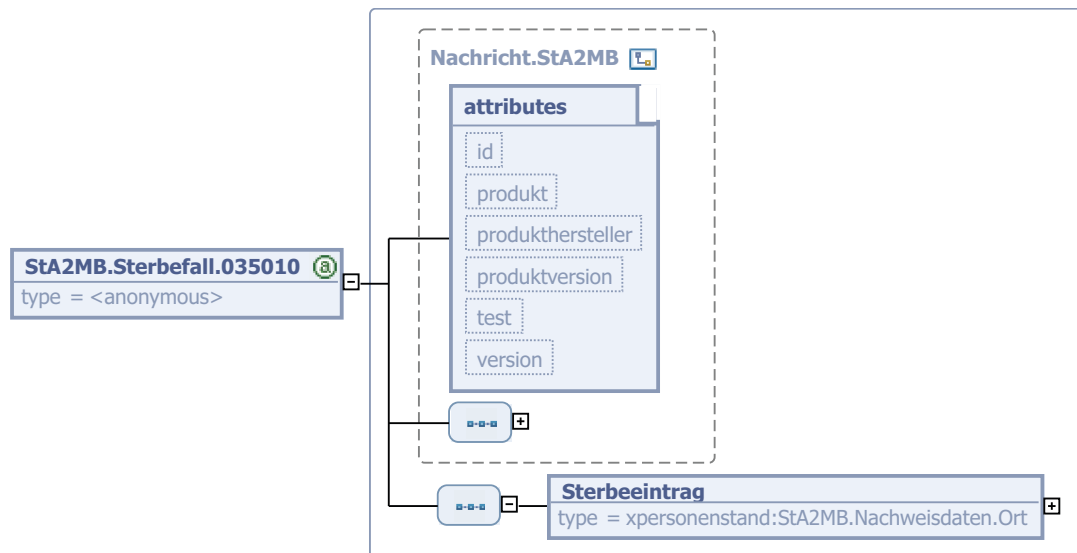 Nachricht.StA2MB
attributes
id
produkt
produkthersteller
produktversion
test
version
StA2MB.Sterbefall.035010 a
type = <anonymous>
Sterbeeintrag
type = xpersonenstand:StA2MB.Nachweisdaten.Ort